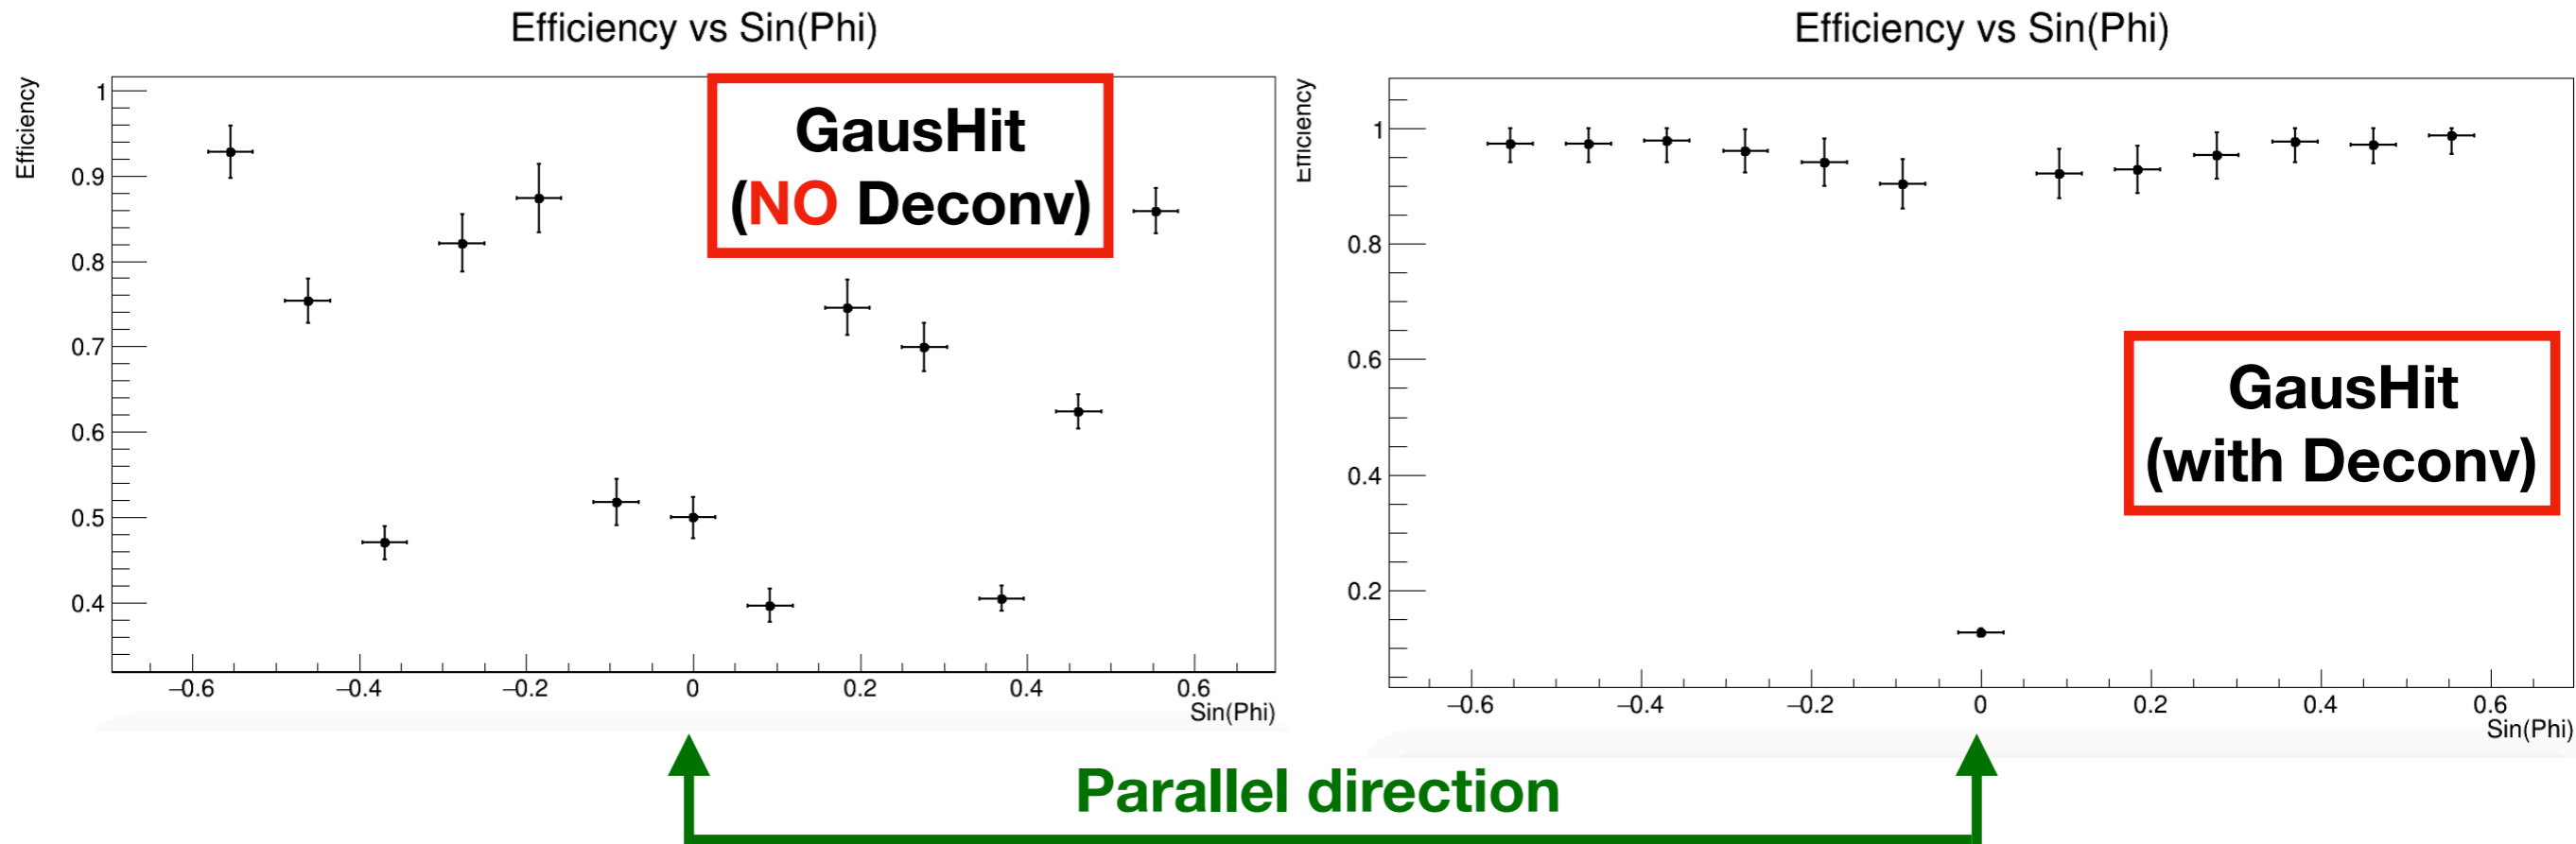 Efficiency vs Sin(Phi)
Efficiency
1
0.9
0.8
0.7
0.6
0.5
0.4
GausHit
(NO Deconv)
−0.6 −0.4 −0.2 0 0.2 0.4 0.6
Sin(Phi)
Efficiency vs Sin(Phi)
Efficiency
1
0.8
0.6
0.4
0.2
GausHit
(with Deconv)
−0.6 −0.4 −0.2 0 0.2 0.4 0.6
Sin(Phi)
Parallel direction